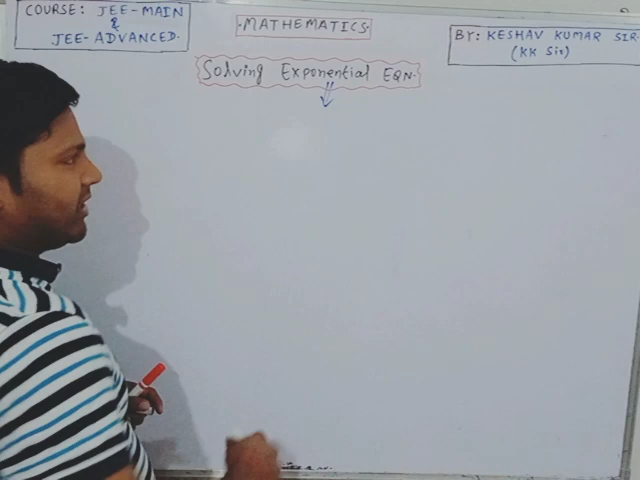 COURSE: JEE-MAIN
&
JEE-ADVANCED.
MATHEMATICS
BY: KESHAV KUMAR SIR.
(KK Sir)
Solving Exponential EQN.